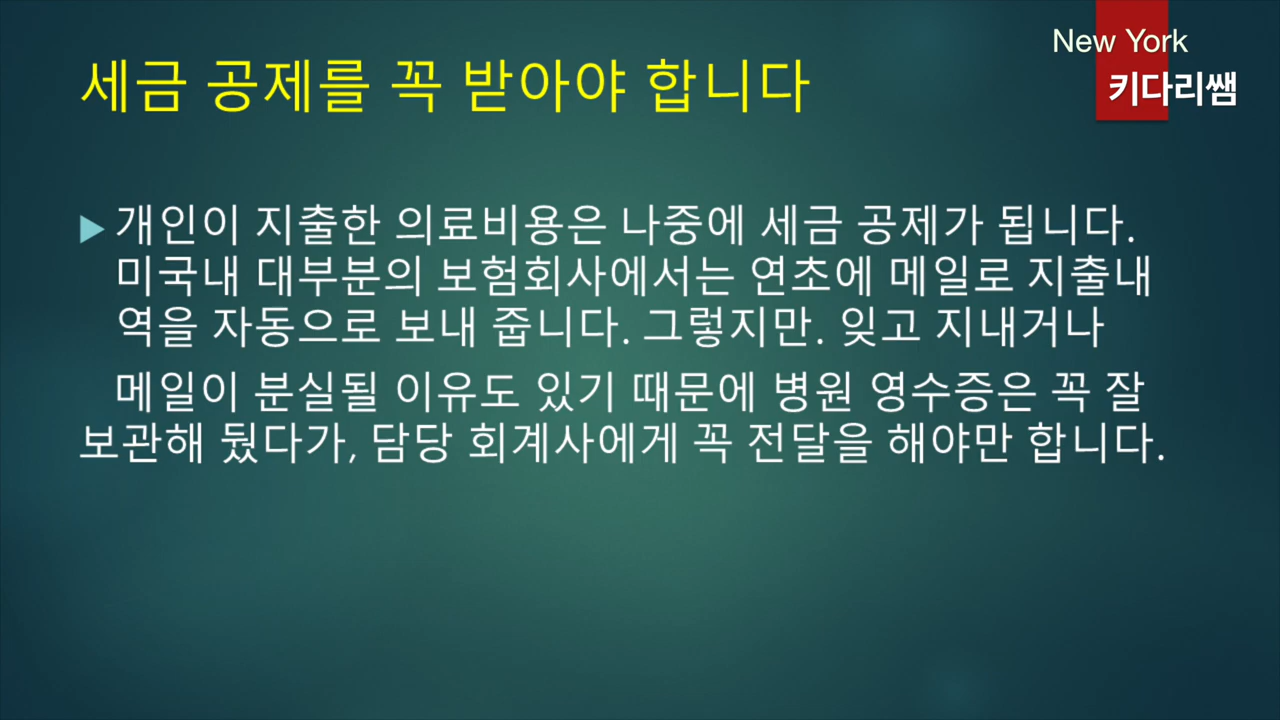 New York
키다리쌤
세금 공제를 꼭 받아야 합니다
개인이 지출한 의료비용은 나중에 세금 공제가 됩니다.
미국내 대부분의 보험회사에서는 연초에 메일로 지출내
역을 자동으로 보내 줍니다. 그렇지만. 잊고 지내거나
메일이 분실될 이유도 있기 때문에 병원 영수증은 꼭 잘
보관해 뒀다가, 담당 회계사에게 꼭 전달을 해야만 합니다.